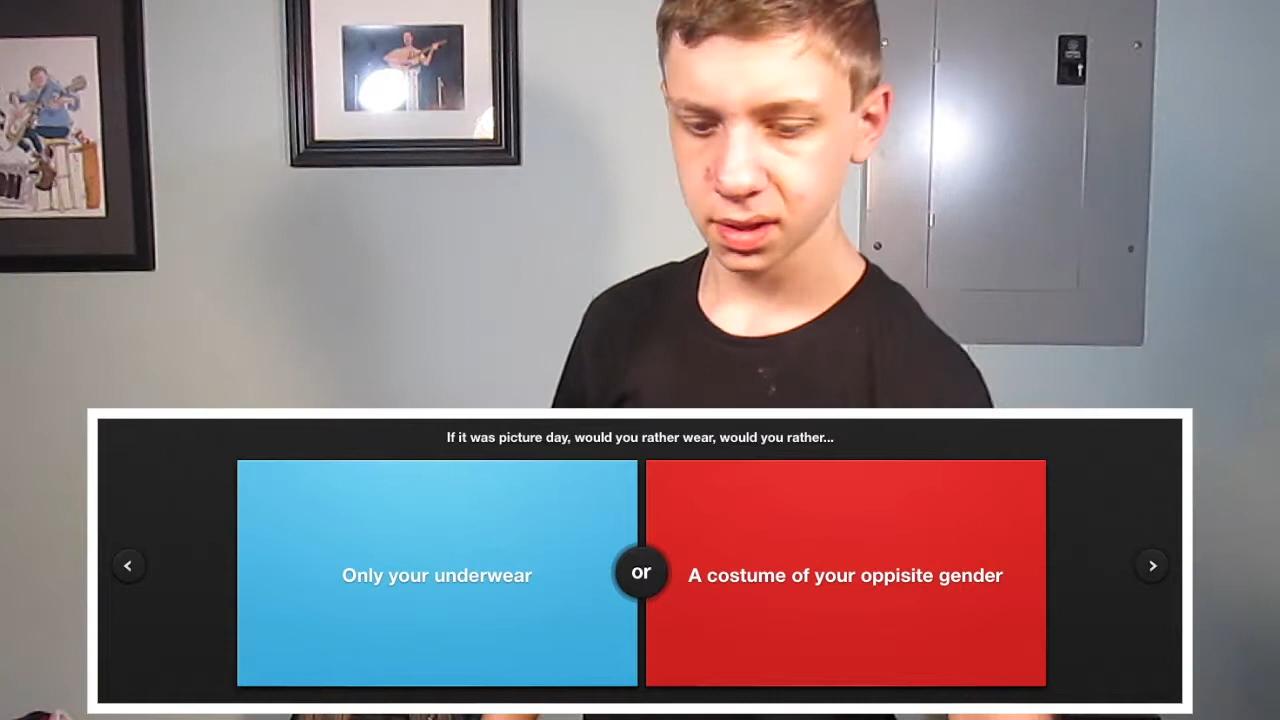 If it was picture day, would you rather wear, would you rather...
Only your underwear
or
A costume of your oppisite gender